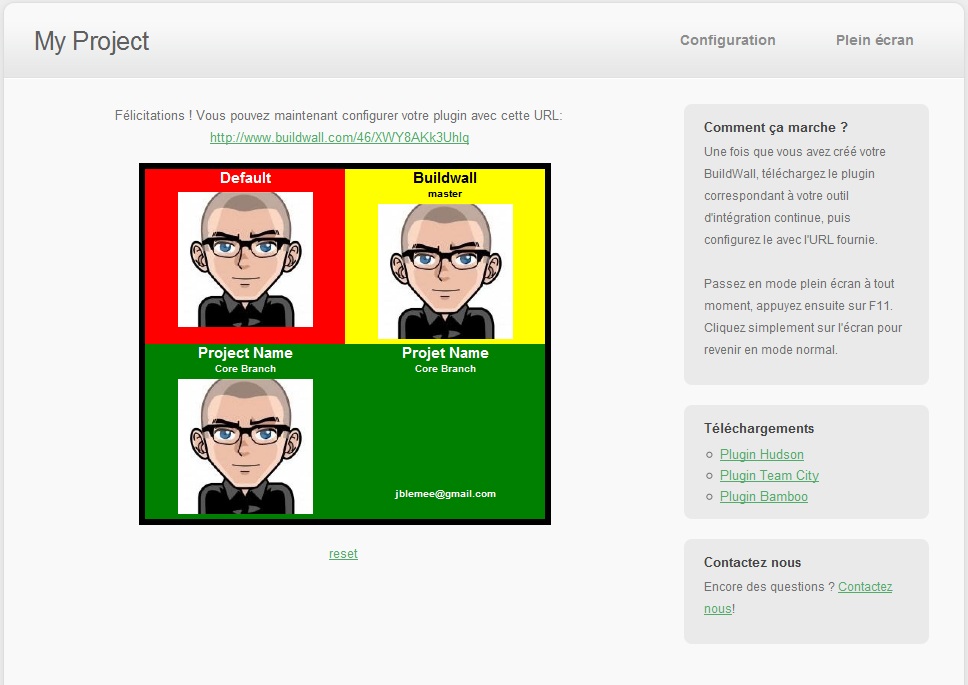 My Project
Configuration
Plein écran
Félicitations ! Vous pouvez maintenant configurer votre plugin avec cette URL:
http://www.buildwall.com/46/XWY8AKk3Uhlq
Default
Buildwall
master
Project Name
Core Branch
Projet Name
Core Branch
jblemee@gmail.com
reset
Comment ça marche ?
Une fois que vous avez créé votre
BuildWall, téléchargez le plugin
correspondant à votre outil
d'intégration continue, puis
configurez le avec l'URL fournie.
Passez en mode plein écran à tout
moment, appuyez ensuite sur F11.
Cliquez simplement sur l'écran pour
revenir en mode normal.
Téléchargements
Plugin Hudson
Plugin Team City
Plugin Bamboo
Contactez nous
Encore des questions ? Contactez
nous!